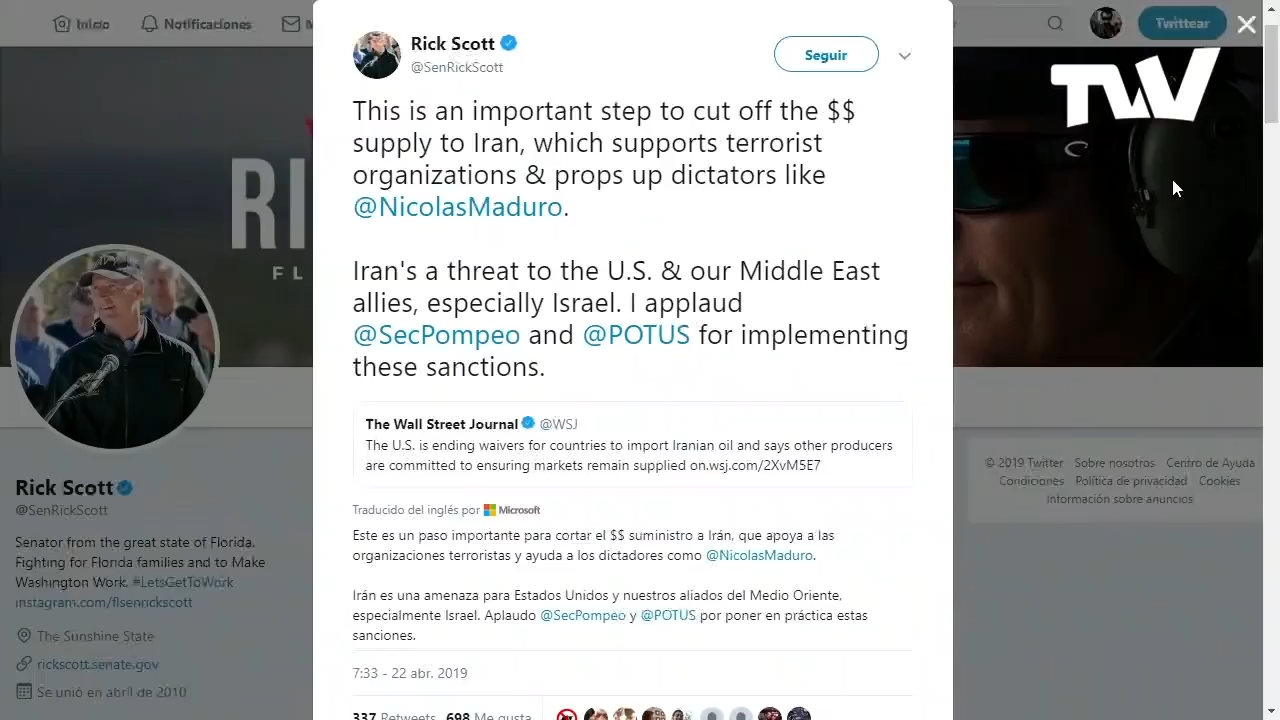 Inicio
Notificaciones
M
Twittear
TVV
Rick Scott
@SenRickScott
Seguir
This is an important step to cut off the $$
supply to Iran, which supports terrorist
organizations & props up dictators like
@NicolasMaduro.
Iran's a threat to the U.S. & our Middle East
allies, especially Israel. I applaud
@SecPompeo and @POTUS for implementing
these sanctions.
The Wall Street Journal @WSJ
The U.S. is ending waivers for countries to import Iranian oil and says other producers
are committed to ensuring markets remain supplied on.wsj.com/2XvM5E7
Traducido del inglés por Microsoft
Este es un paso importante para cortar el $$ suministro a Irán, que apoya a las
organizaciones terroristas y ayuda a los dictadores como @NicolasMaduro.
Irán es una amenaza para Estados Unidos y nuestros aliados del Medio Oriente,
especialmente Israel. Aplaudo @SecPompeo y @POTUS por poner en práctica estas
sanciones.
7:33 - 22 abr. 2019
337 Retweets 698 Me gusta
RI
FL
Rick Scott
@SenRickScott
Senator from the great state of Florida.
Fighting for Florida families and to Make
Washington Work. #LetsGetToWork
instagram.com/flsenrickscott
The Sunshine State
rickscott.senate.gov
Se unió en abril de 2010
© 2019 Twitter Sobre nosotros Centro de Ayuda
Condiciones Política de privacidad Cookies
Información sobre anuncios